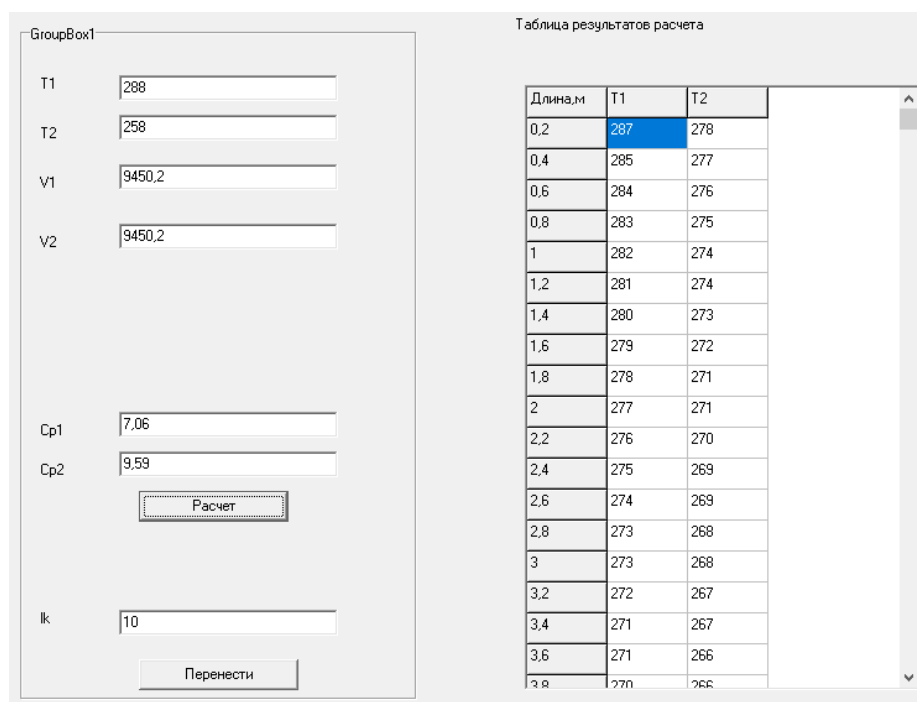 GroupBox1
T1
288
T2
258
V1
9450,2
V2
9450,2
Cp1
7,06
Cp2
9,59
Расчет
lk
10
Перенести
Таблица результатов расчета
Длина,м T1 T2
0,2 287 278
0,4 285 277
0,6 284 276
0,8 283 275
1 282 274
1,2 281 274
1,4 280 273
1,6 279 272
1,8 278 271
2 277 271
2,2 276 270
2,4 275 269
2,6 274 269
2,8 273 268
3 273 268
3,2 272 267
3,4 271 267
3,6 271 266
3,8 270 266